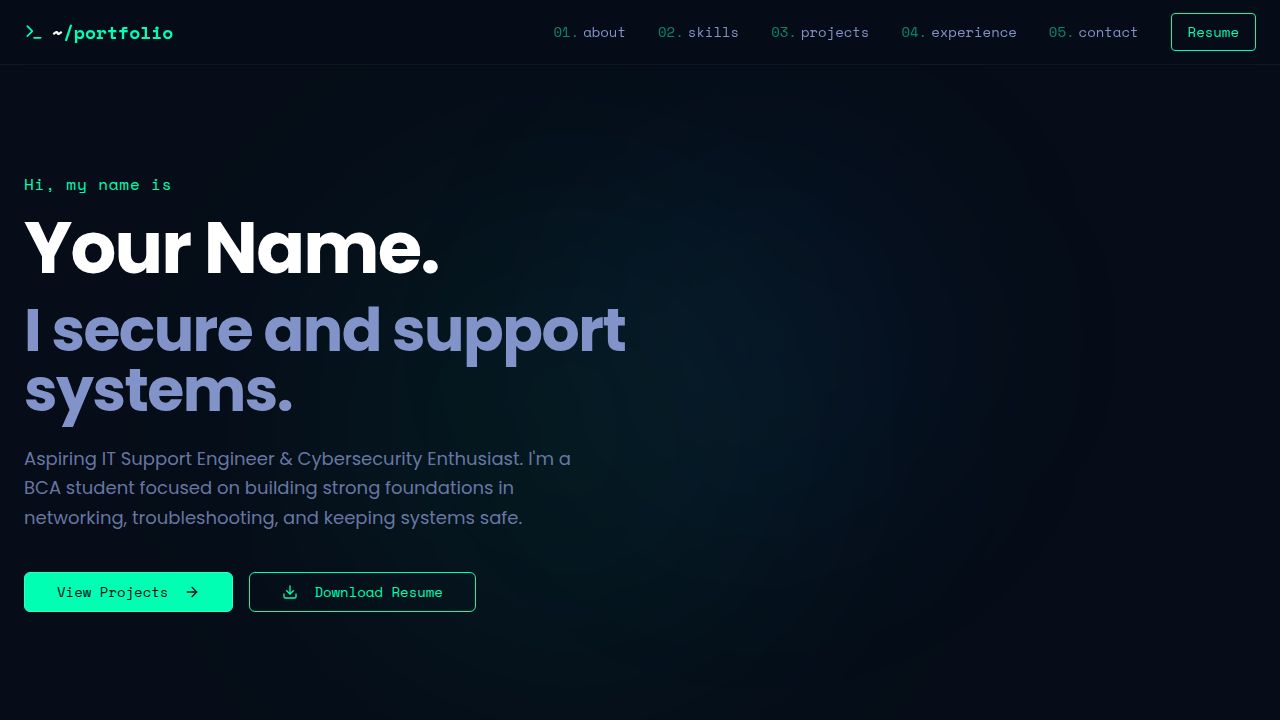 ~/portfolio
01. about
02. skills
03. projects
04. experience
05. contact
Resume
Hi, my name is
Your Name.
I secure and support
systems.
Aspiring IT Support Engineer & Cybersecurity Enthusiast. I'm a
BCA student focused on building strong foundations in
networking, troubleshooting, and keeping systems safe.
View Projects
Download Resume